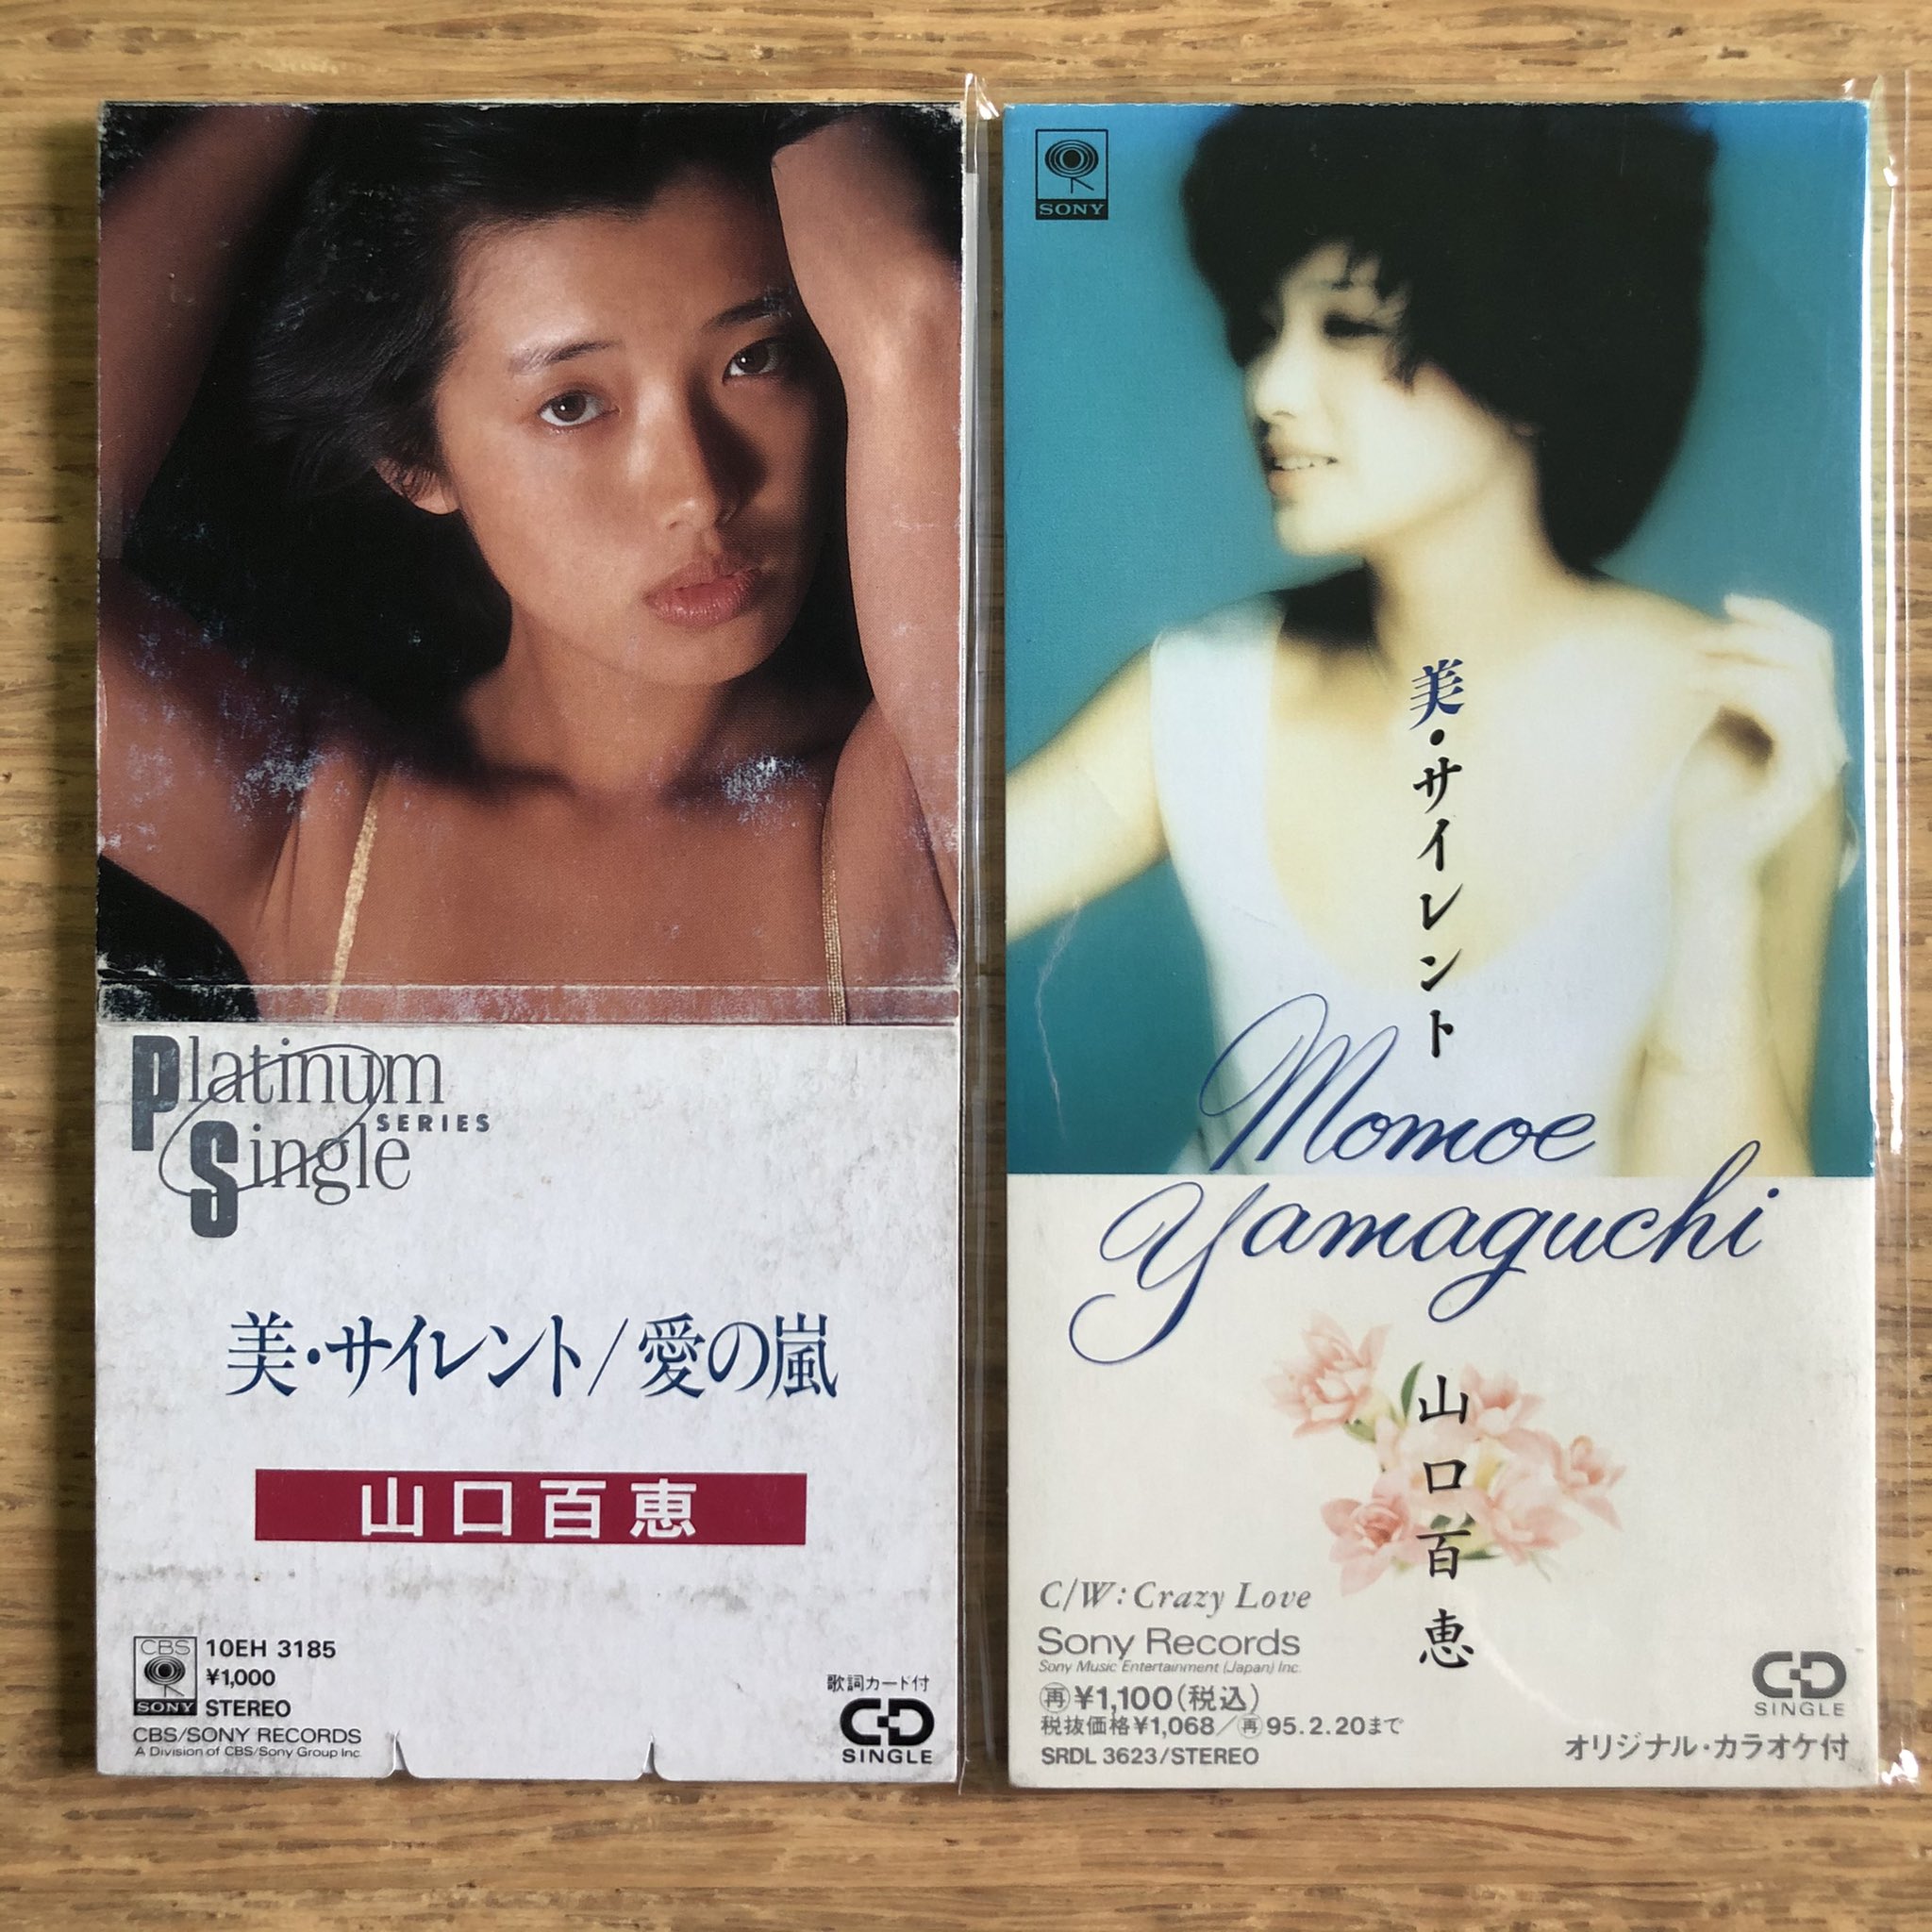 Platinum
SERIES
Single
美・サイレント/愛の嵐
山口百恵
CBS
SONY
10EH 3185
¥1,000
STEREO
CBS/SONY RECORDS
A Division of CBS/Sony Group Inc.
歌詞カード付
CD
SINGLE
SONY
美・サイレント
Momoe
Yamaguchi
山口百恵
C/W: Crazy Love
Sony Records
Sony Music Entertainment (Japan) Inc.
再¥1,100(税込)
税抜価格¥1,068/再95.2.20まで
SRDL 3623/STEREO
CD
SINGLE
オリジナル・カラオケ付